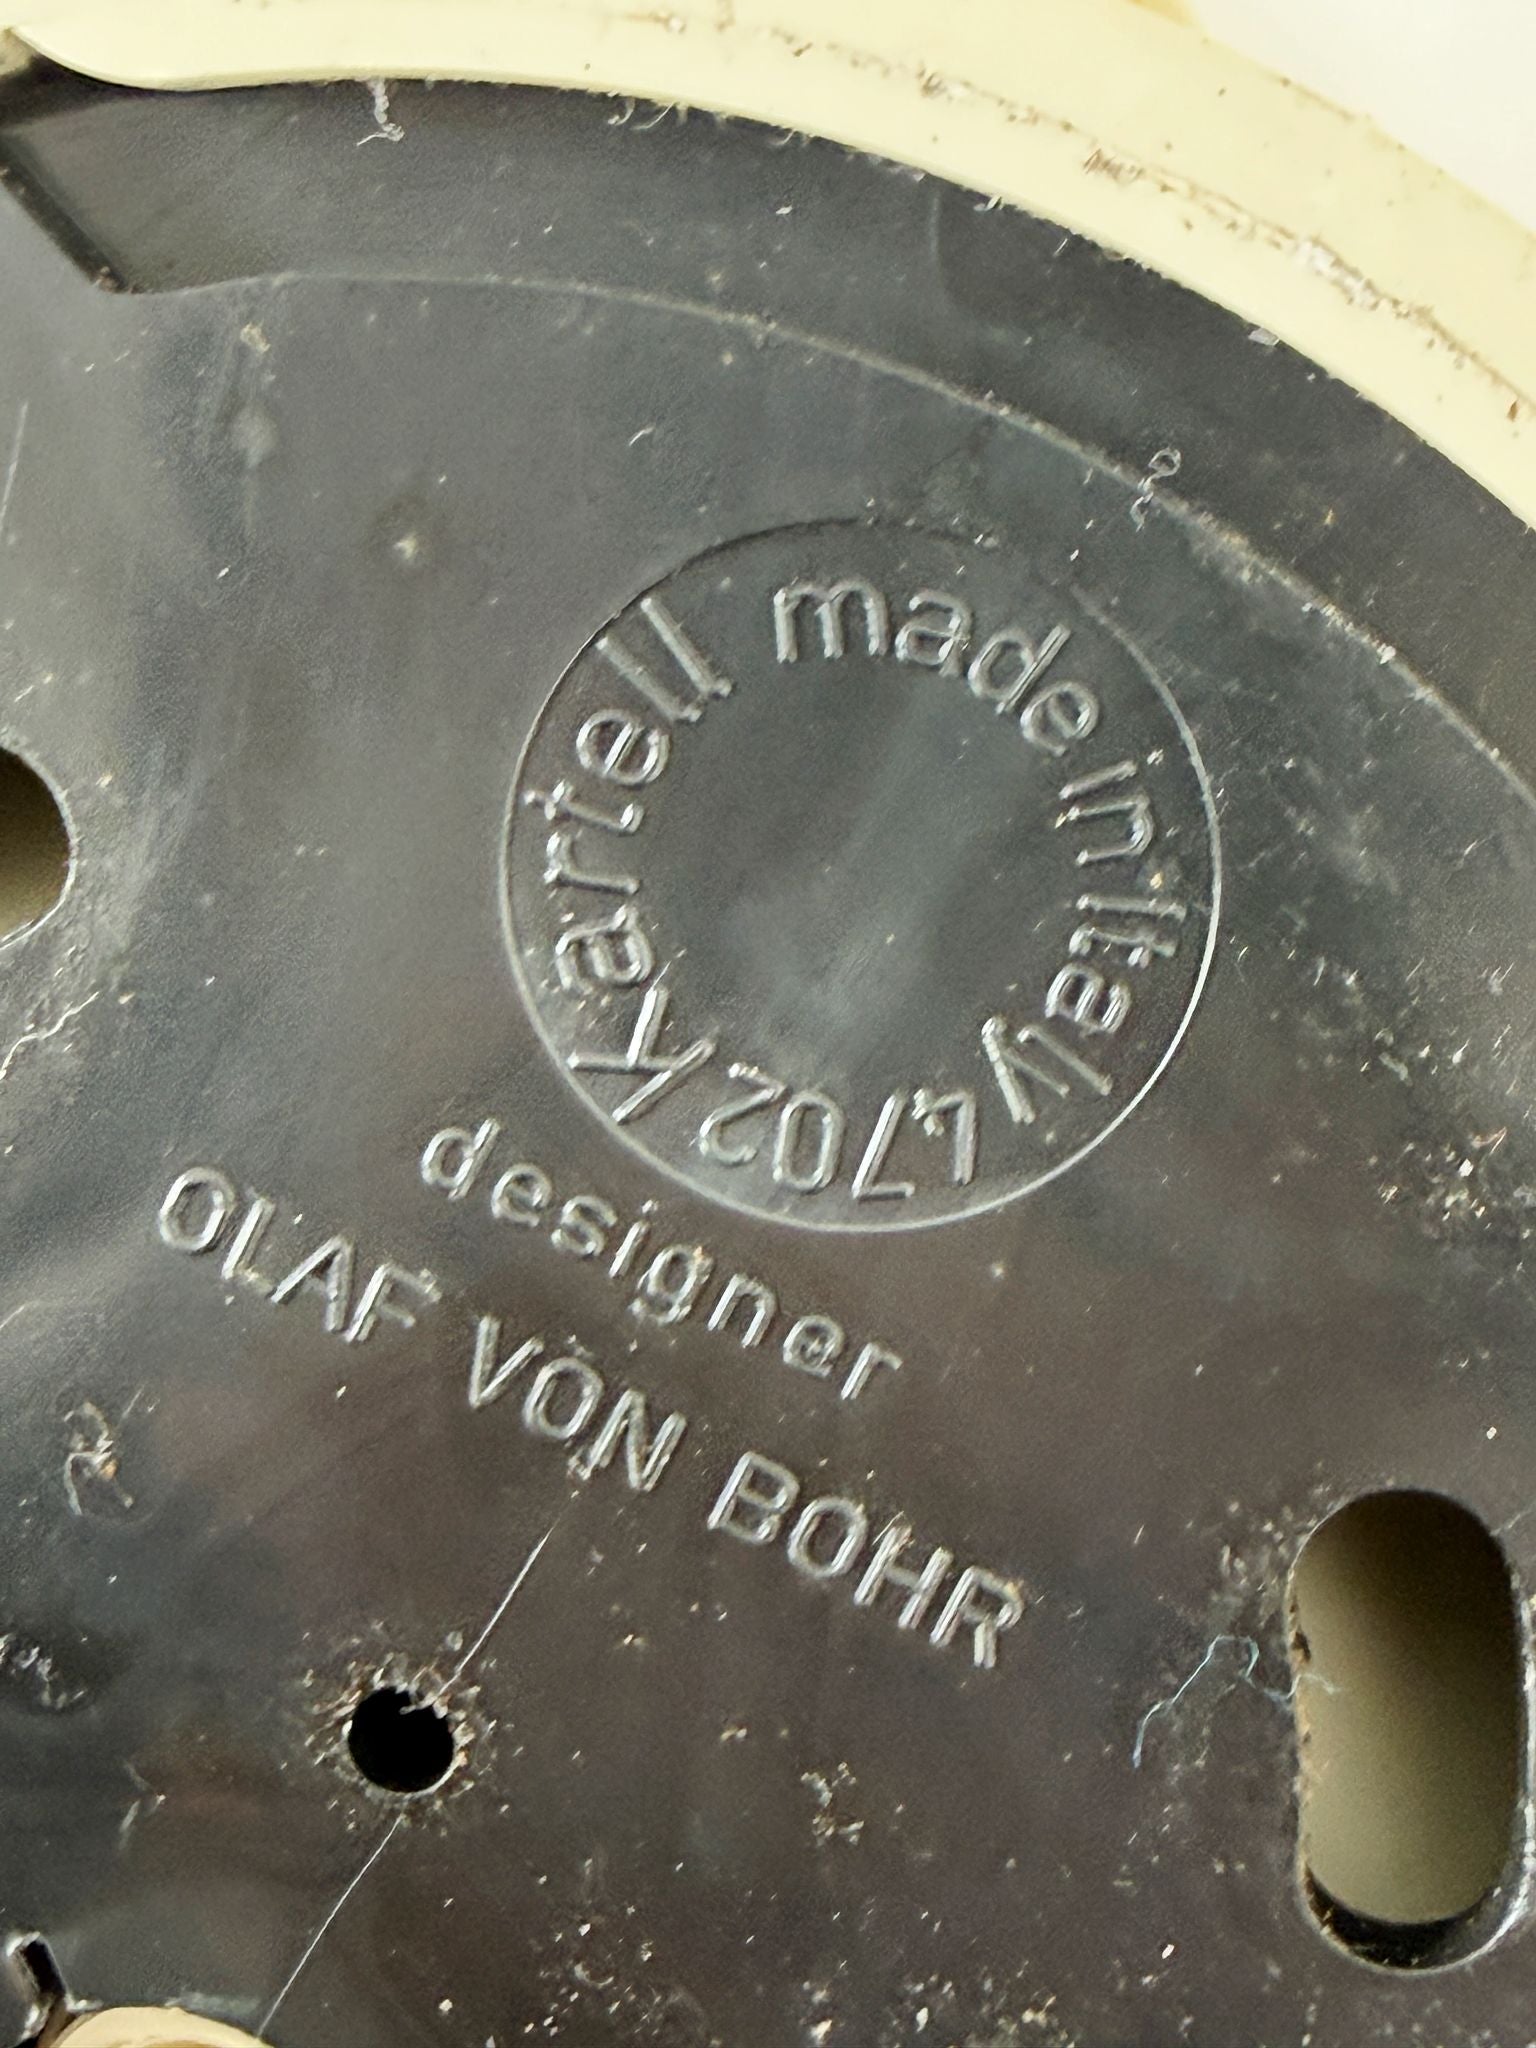 Kartell made in Italy 4702
designer
OLAF VON BOHR